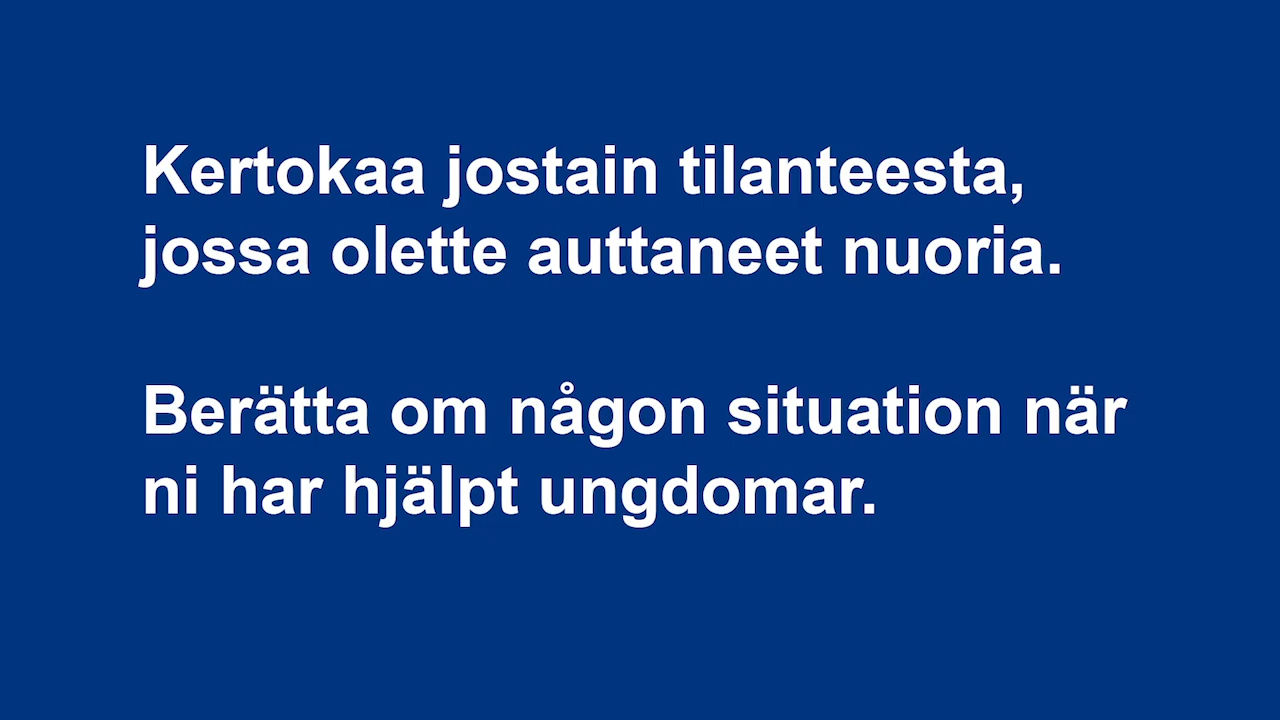 Kertokaa jostain tilanteesta,
jossa olette auttaneet nuoria.
Berätta om någon situation när
ni har hjälpt ungdomar.